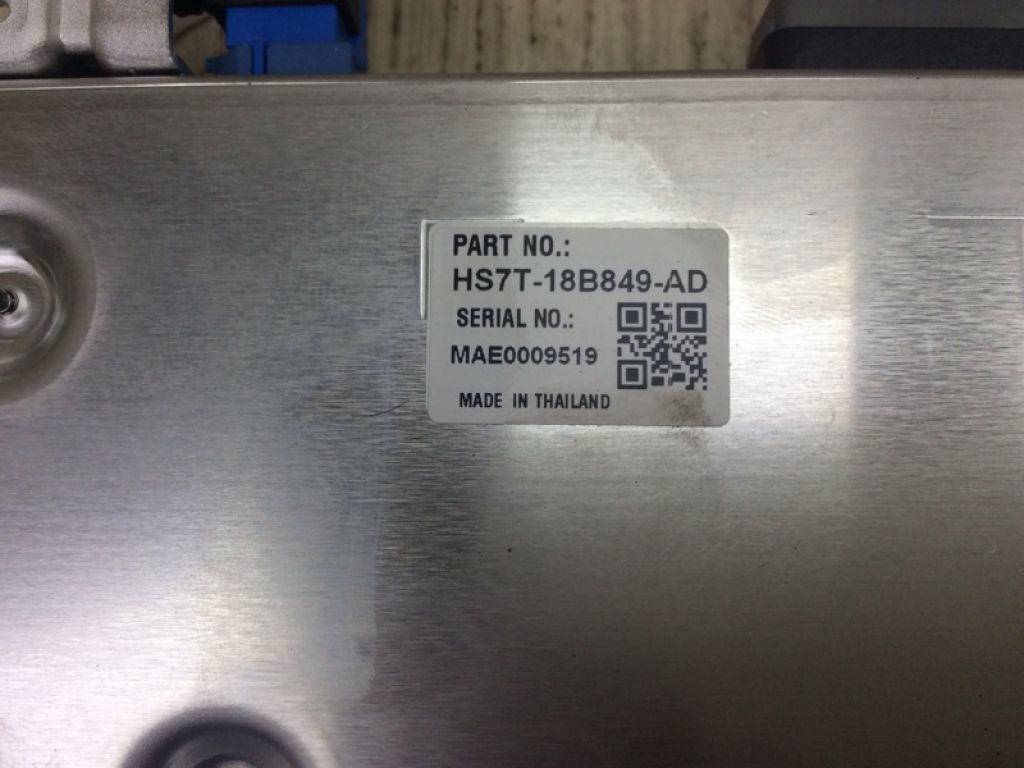 PART NO.:
HS7T-18B849-AD
SERIAL NO.:
MAE0009519
MADE IN THAILAND